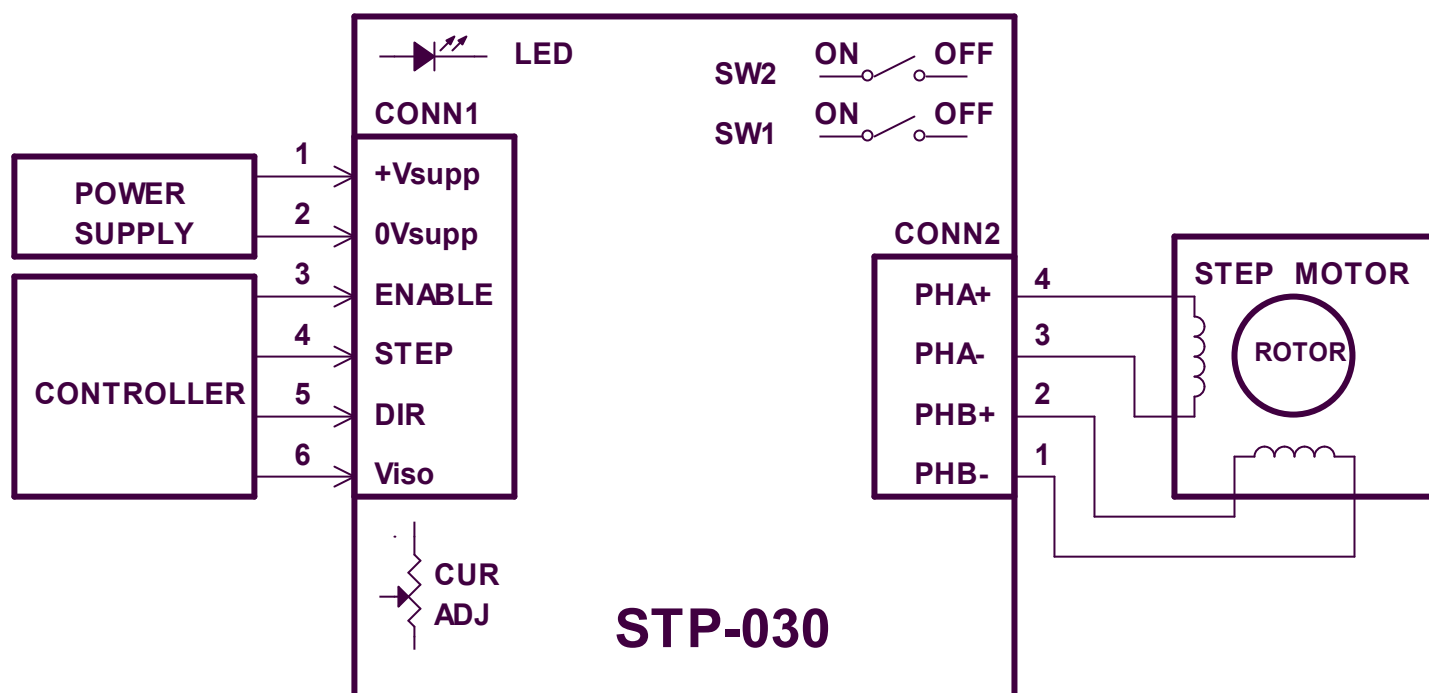 LED
SW2 ON OFF
SW1 ON OFF
CONN1
POWER
SUPPLY
1 +Vsupp
2 0Vsupp
CONTROLLER
3 ENABLE
4 STEP
5 DIR
6 Viso
CONN2
PHA+ 4
PHA- 3
PHB+ 2
PHB- 1
STEP MOTOR
ROTOR
CUR
ADJ
STP-030